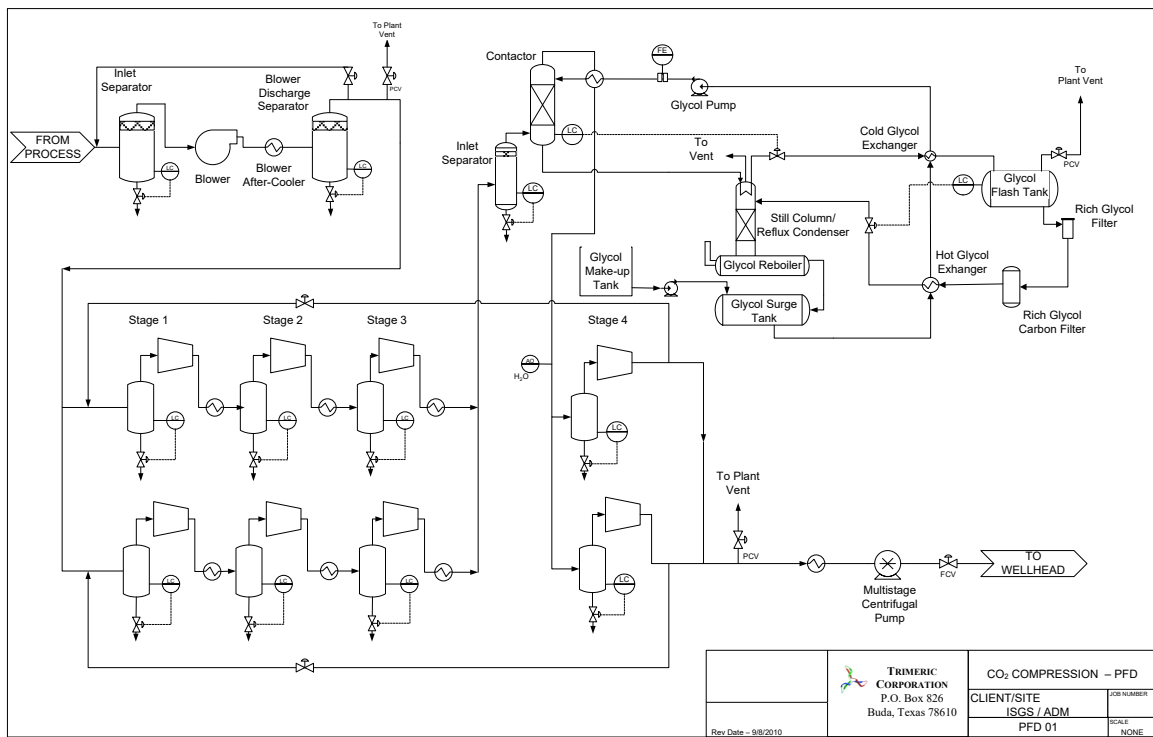 To Plant
Vent
Inlet
Separator
Blower
Discharge
Separator
PCV
FROM
PROCESS
LC
LC
Blower
Blower
After-Cooler
Contactor
FE
Glycol Pump
To
Plant Vent
LC
Inlet
Separator
LC
To
Vent
Cold Glycol
Exchanger
PCV
LC
Glycol
Flash Tank
Rich Glycol
Filter
Still Column/
Reflux Condenser
Glycol Reboiler
Glycol
Make-up
Tank
Hot Glycol
Exhanger
Glycol Surge
Tank
Rich Glycol
Carbon Filter
Stage 1
Stage 2
Stage 3
Stage 4
AO
H2O
LC
LC
LC
LC
To Plant
Vent
PCV
LC
LC
LC
LC
FCV
TO
WELLHEAD
Multistage
Centrifugal
Pump
TRIMERIC
CORPORATION
P.O. Box 826
Buda, Texas 78610
Rev Date – 9/8/2010
CO2 COMPRESSION – PFD
CLIENT/SITE
ISGS / ADM
JOB NUMBER
PFD 01
SCALE
NONE